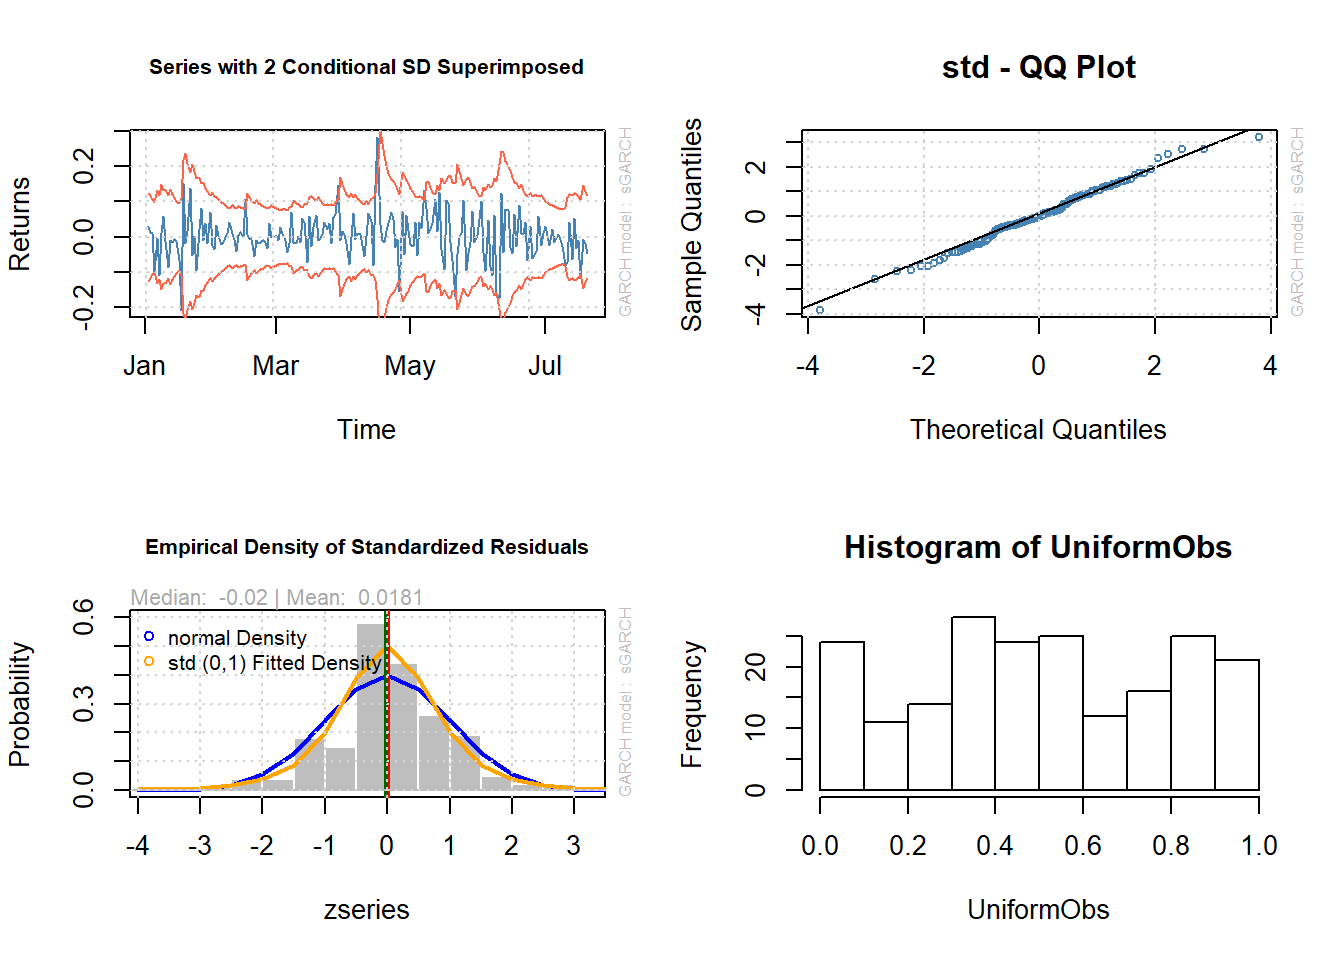 Series with 2 Conditional SD Superimposed
Returns
-0.2 0.0 0.2
Jan Mar May Jul
Time
GARCH model : sGARCH
std - QQ Plot
Sample Quantiles
-4 -2 0 2
-4 -2 0 2 4
Theoretical Quantiles
GARCH model : sGARCH
Empirical Density of Standardized Residuals
Median: -0.02 | Mean: 0.0181
normal Density
std (0,1) Fitted Density
Probability
0.0 0.3 0.6
-4 -3 -2 -1 0 1 2 3
zseries
GARCH model : sGARCH
Histogram of UniformObs
Frequency
0 10 20
0.0 0.2 0.4 0.6 0.8 1.0
UniformObs